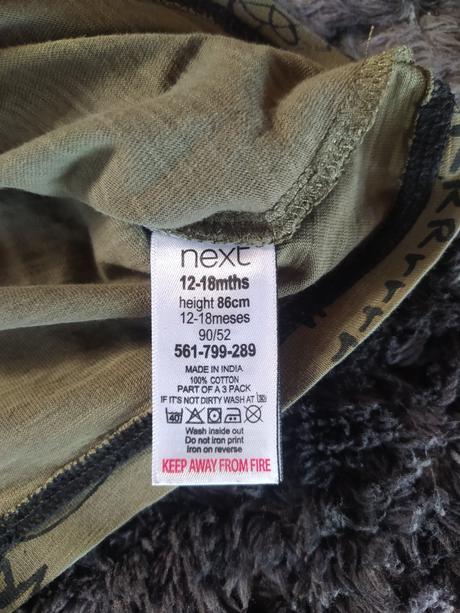 next
12-18mths
height 86cm
12-18meses
90/52
561-799-289
MADE IN INDIA
100% COTTON
PART OF A 3 PACK
IF IT'S NOT DIRTY WASH AT 30
40
Wash inside out
Do not iron print
Iron on reverse
KEEP AWAY FROM FIRE